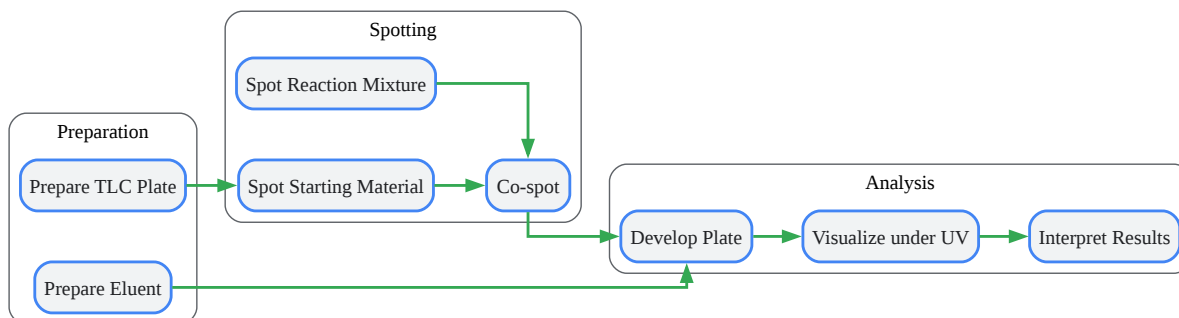 Preparation
Prepare TLC Plate
Prepare Eluent
Spotting
Spot Reaction Mixture
Spot Starting Material
Co-spot
Analysis
Develop Plate
Visualize under UV
Interpret Results